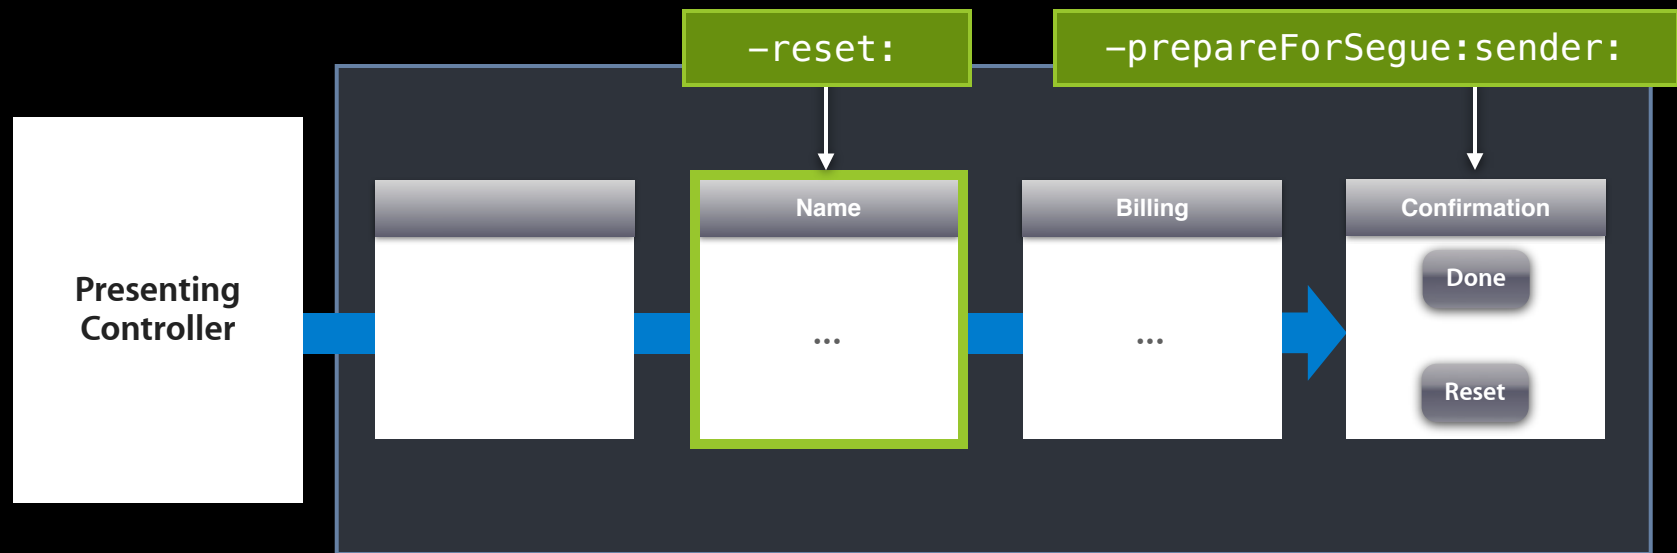 –reset:
–prepareForSegue:sender:
Presenting
Controller
Name
...
Billing
...
Confirmation
Done
Reset